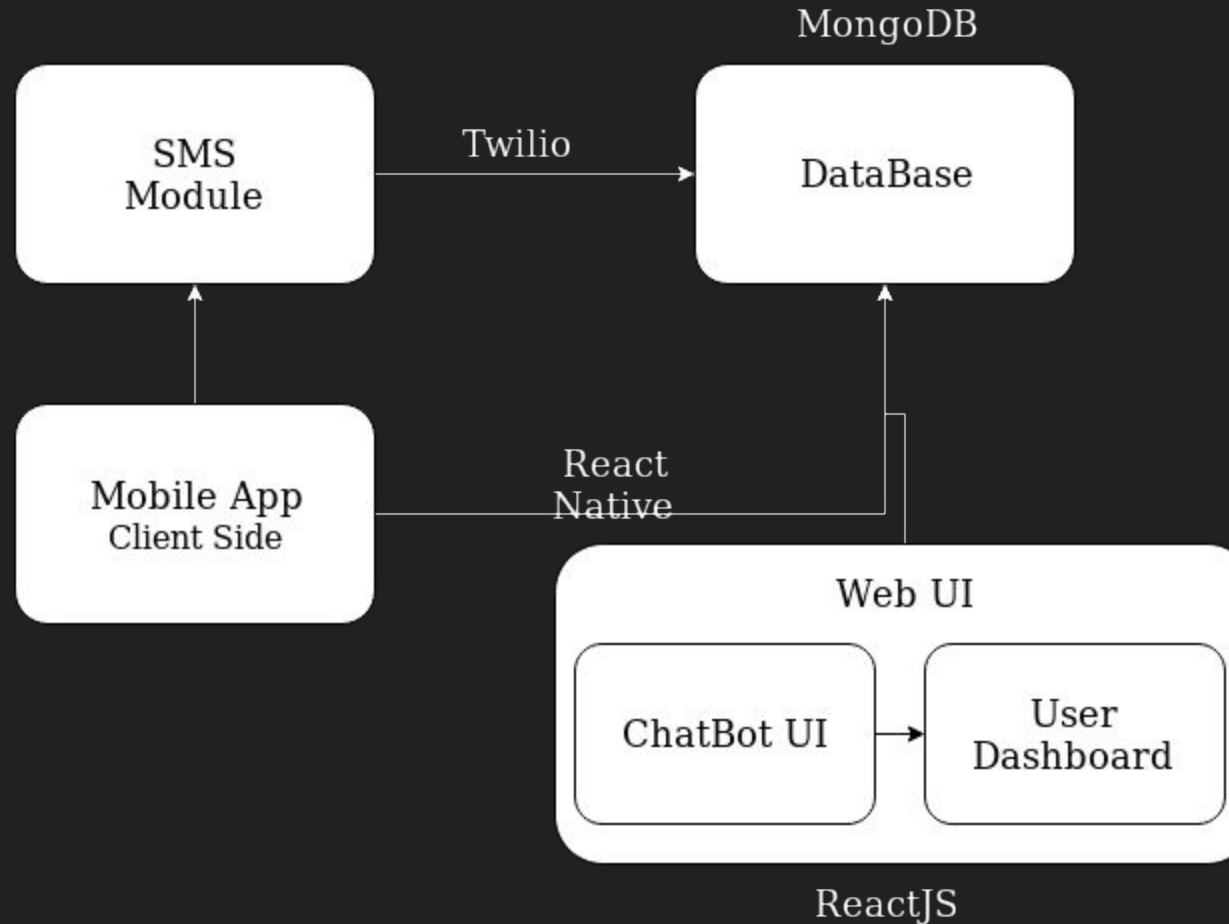 MongoDB
SMS
Module
Twilio
DataBase
React
Native
Mobile App
Client Side
Web UI
ChatBot UI
User
Dashboard
ReactJS